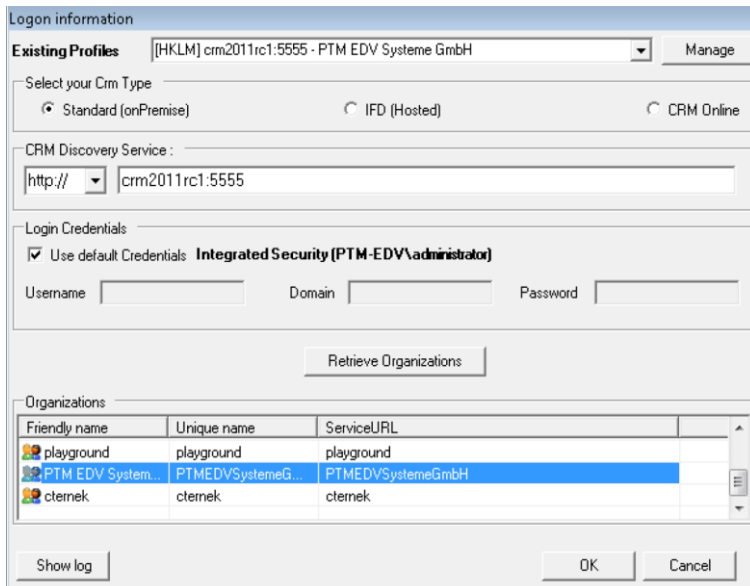 Logon information
Existing Profiles [HKLM] crm2011rc1:5555 - PTM EDV Systeme GmbH Manage
Select your Crm Type
Standard (onPremise) IFD (Hosted) CRM Online
CRM Discovery Service :
http:// crm2011rc1:5555
Login Credentials
Use default Credentials Integrated Security (PTM-EDV\administrator)
Username Domain Password
Retrieve Organizations
Organizations
Friendly name Unique name ServiceURL
playground playground playground
PTM EDV System... PTMEDVSystemeG... PTMEDVSystemeGmbH
cternek cternek cternek
Show log OK Cancel